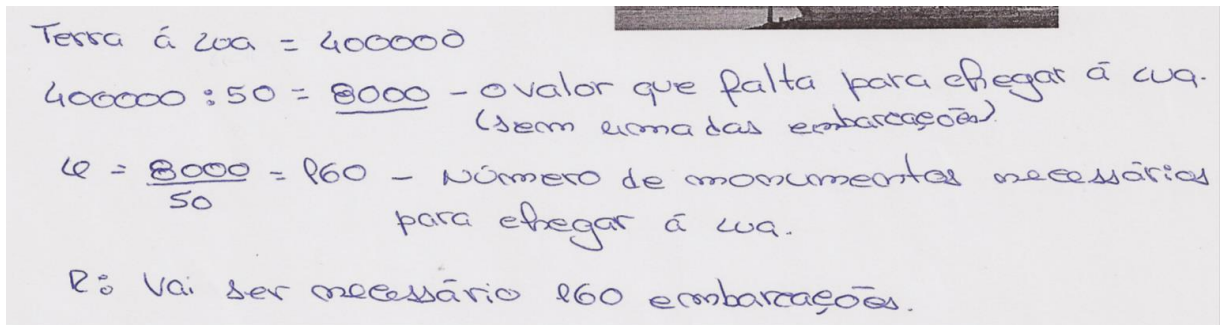 Terra á lua = 400000
400000 : 50 = 8000 - o valor que falta para chegar á lua.
(sem uma das embarcações)
= 8000/50 = 160 - Número de monumentos necessários
para chegar á lua.
R: Vai ser necessário 160 embarcações.